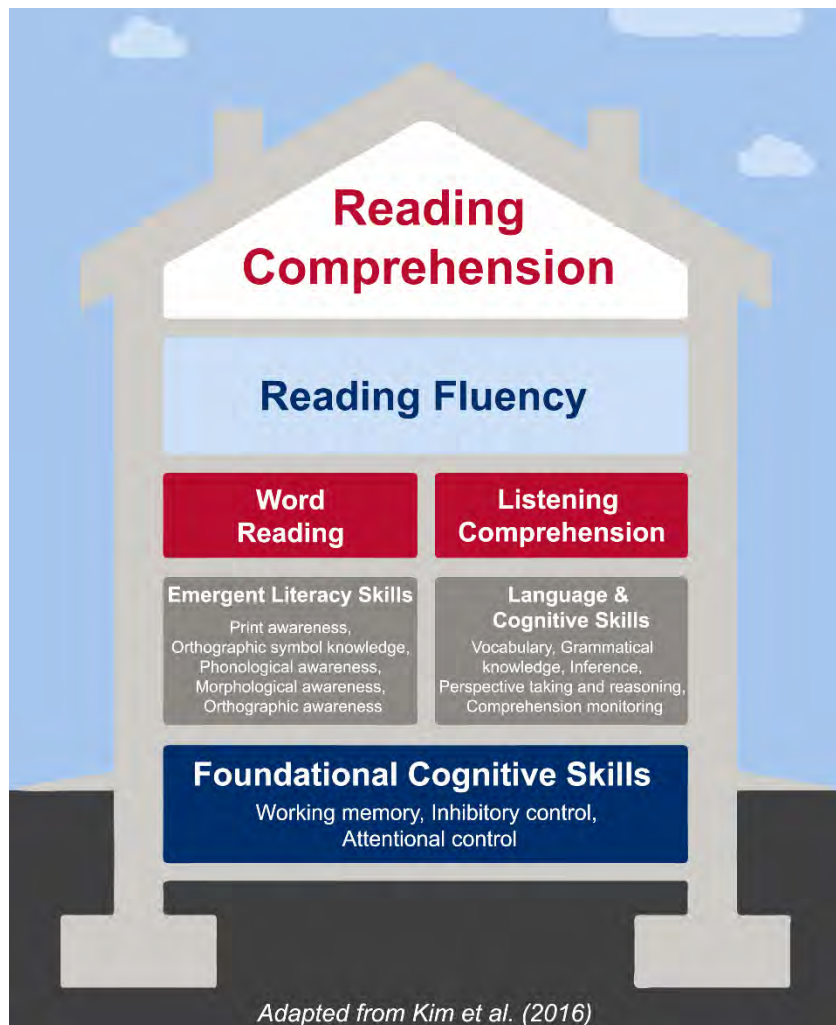 Reading
Comprehension
Reading Fluency
Word
Reading
Listening
Comprehension
Emergent Literacy Skills
Print awareness,
Orthographic symbol knowledge,
Phonological awareness,
Morphological awareness,
Orthographic awareness
Language &
Cognitive Skills
Vocabulary, Grammatical
knowledge, Inference,
Perspective taking and reasoning,
Comprehension monitoring
Foundational Cognitive Skills
Working memory, Inhibitory control,
Attentional control
Adapted from Kim et al. (2016)